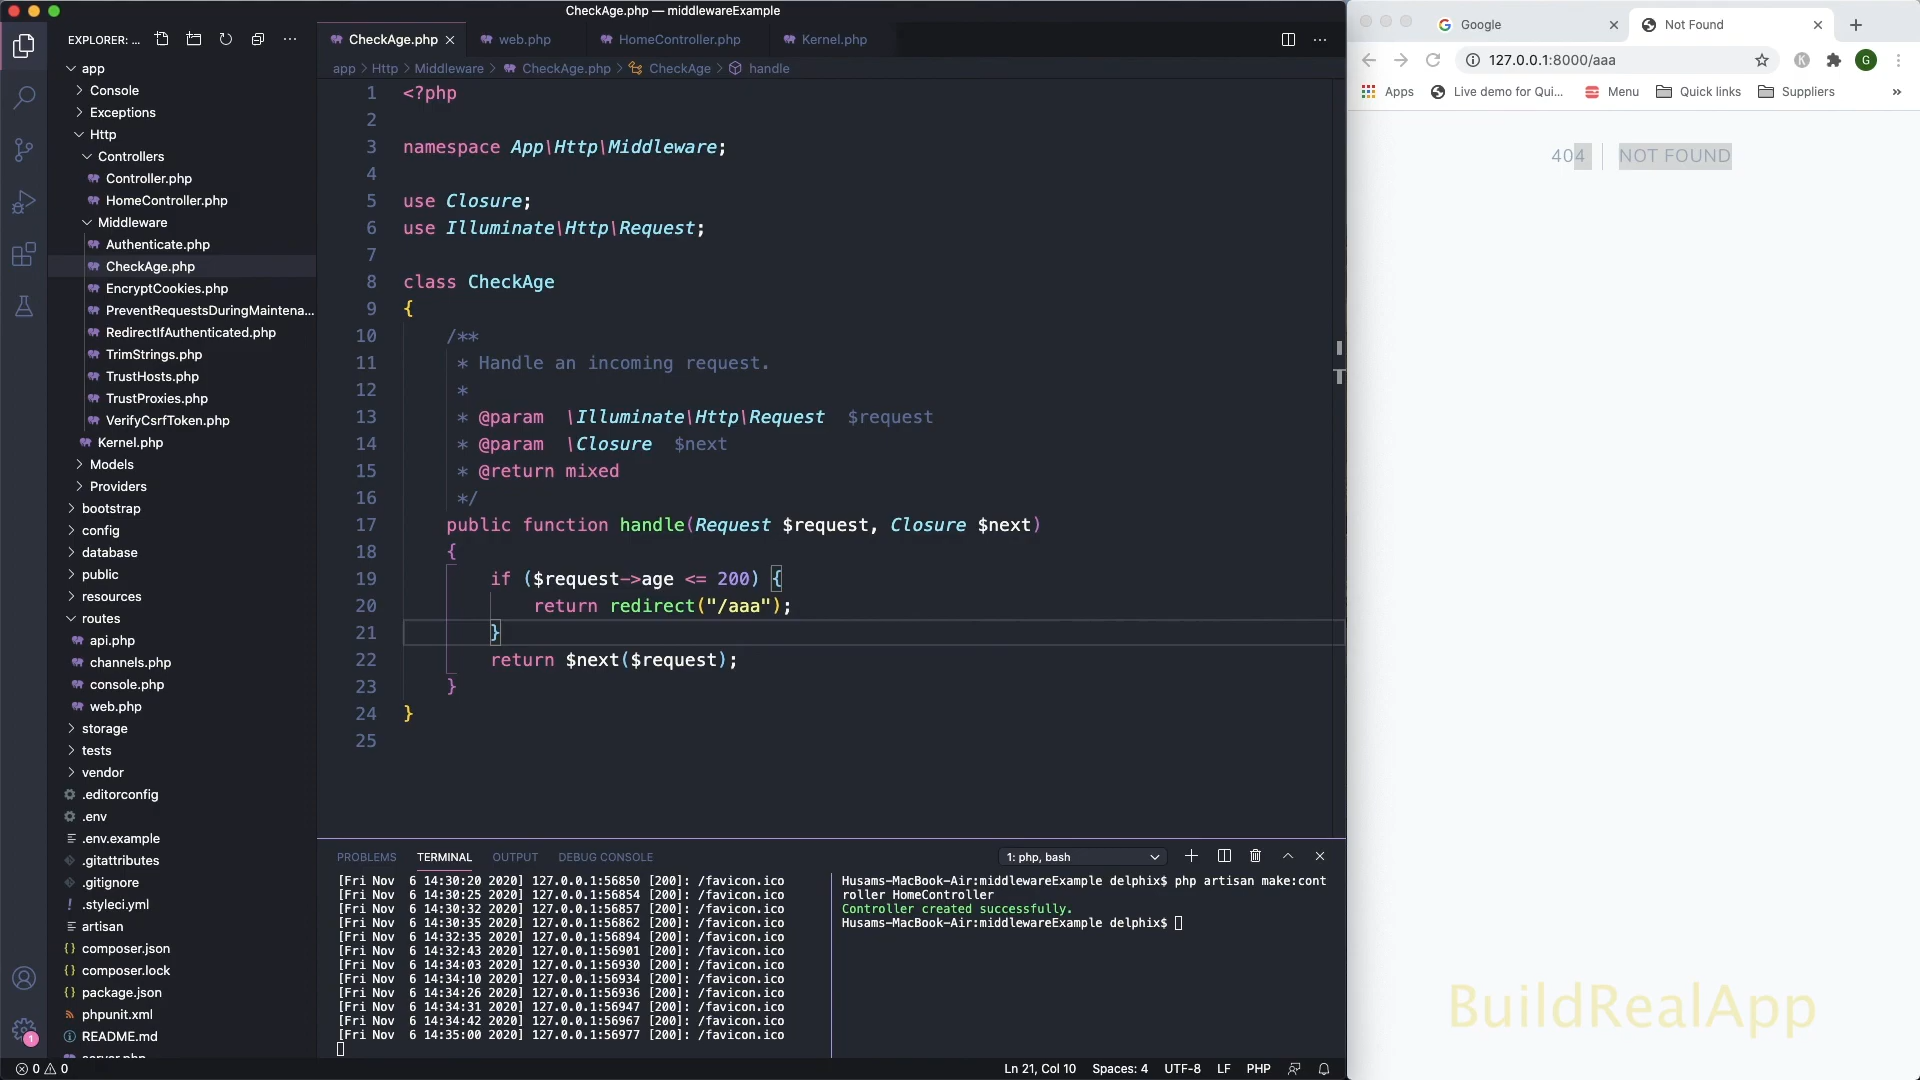 CheckAge.php — middlewareExample
EXPLORER: ...
app
Console
Exceptions
Http
Controllers
Controller.php
HomeController.php
Middleware
Authenticate.php
CheckAge.php
EncryptCookies.php
PreventRequestsDuringMaintena...
RedirectIfAuthenticated.php
TrimStrings.php
TrustHosts.php
TrustProxies.php
VerifyCsrfToken.php
Kernel.php
Models
Providers
bootstrap
config
database
public
resources
routes
api.php
channels.php
console.php
web.php
storage
tests
vendor
.editorconfig
.env
.env.example
.gitattributes
.gitignore
.styleci.yml
artisan
composer.json
composer.lock
package.json
phpunit.xml
README.md
server.php
1
0 0
CheckAge.php web.php HomeController.php Kernel.php
app > Http > Middleware > CheckAge.php > CheckAge > handle
1 <?php
2
3 namespace App\Http\Middleware;
4
5 use Closure;
6 use Illuminate\Http\Request;
7
8 class CheckAge
9 {
10 /**
11 * Handle an incoming request.
12 *
13 * @param \Illuminate\Http\Request $request
14 * @param \Closure $next
15 * @return mixed
16 */
17 public function handle(Request $request, Closure $next)
18 {
19 if ($request->age <= 200) {
20 return redirect("/aaa");
21 }
22 return $next($request);
23 }
24 }
25
PROBLEMS TERMINAL OUTPUT DEBUG CONSOLE 1: php, bash
[Fri Nov 6 14:30:20 2020] 127.0.0.1:56850 [200]: /favicon.ico
[Fri Nov 6 14:30:25 2020] 127.0.0.1:56854 [200]: /favicon.ico
[Fri Nov 6 14:30:32 2020] 127.0.0.1:56857 [200]: /favicon.ico
[Fri Nov 6 14:30:35 2020] 127.0.0.1:56862 [200]: /favicon.ico
[Fri Nov 6 14:32:35 2020] 127.0.0.1:56894 [200]: /favicon.ico
[Fri Nov 6 14:32:43 2020] 127.0.0.1:56901 [200]: /favicon.ico
[Fri Nov 6 14:34:03 2020] 127.0.0.1:56930 [200]: /favicon.ico
[Fri Nov 6 14:34:10 2020] 127.0.0.1:56934 [200]: /favicon.ico
[Fri Nov 6 14:34:26 2020] 127.0.0.1:56936 [200]: /favicon.ico
[Fri Nov 6 14:34:31 2020] 127.0.0.1:56947 [200]: /favicon.ico
[Fri Nov 6 14:34:42 2020] 127.0.0.1:56967 [200]: /favicon.ico
[Fri Nov 6 14:35:00 2020] 127.0.0.1:56977 [200]: /favicon.ico
Husams-MacBook-Air:middlewareExample delphix$ php artisan make:cont
roller HomeController
Controller created successfully.
Husams-MacBook-Air:middlewareExample delphix$
Ln 21, Col 10 Spaces: 4 UTF-8 LF PHP
Google Not Found
127.0.0.1:8000/aaa K G
Apps Live demo for Qui... Menu Quick links Suppliers »
404 NOT FOUND
BuildRealApp